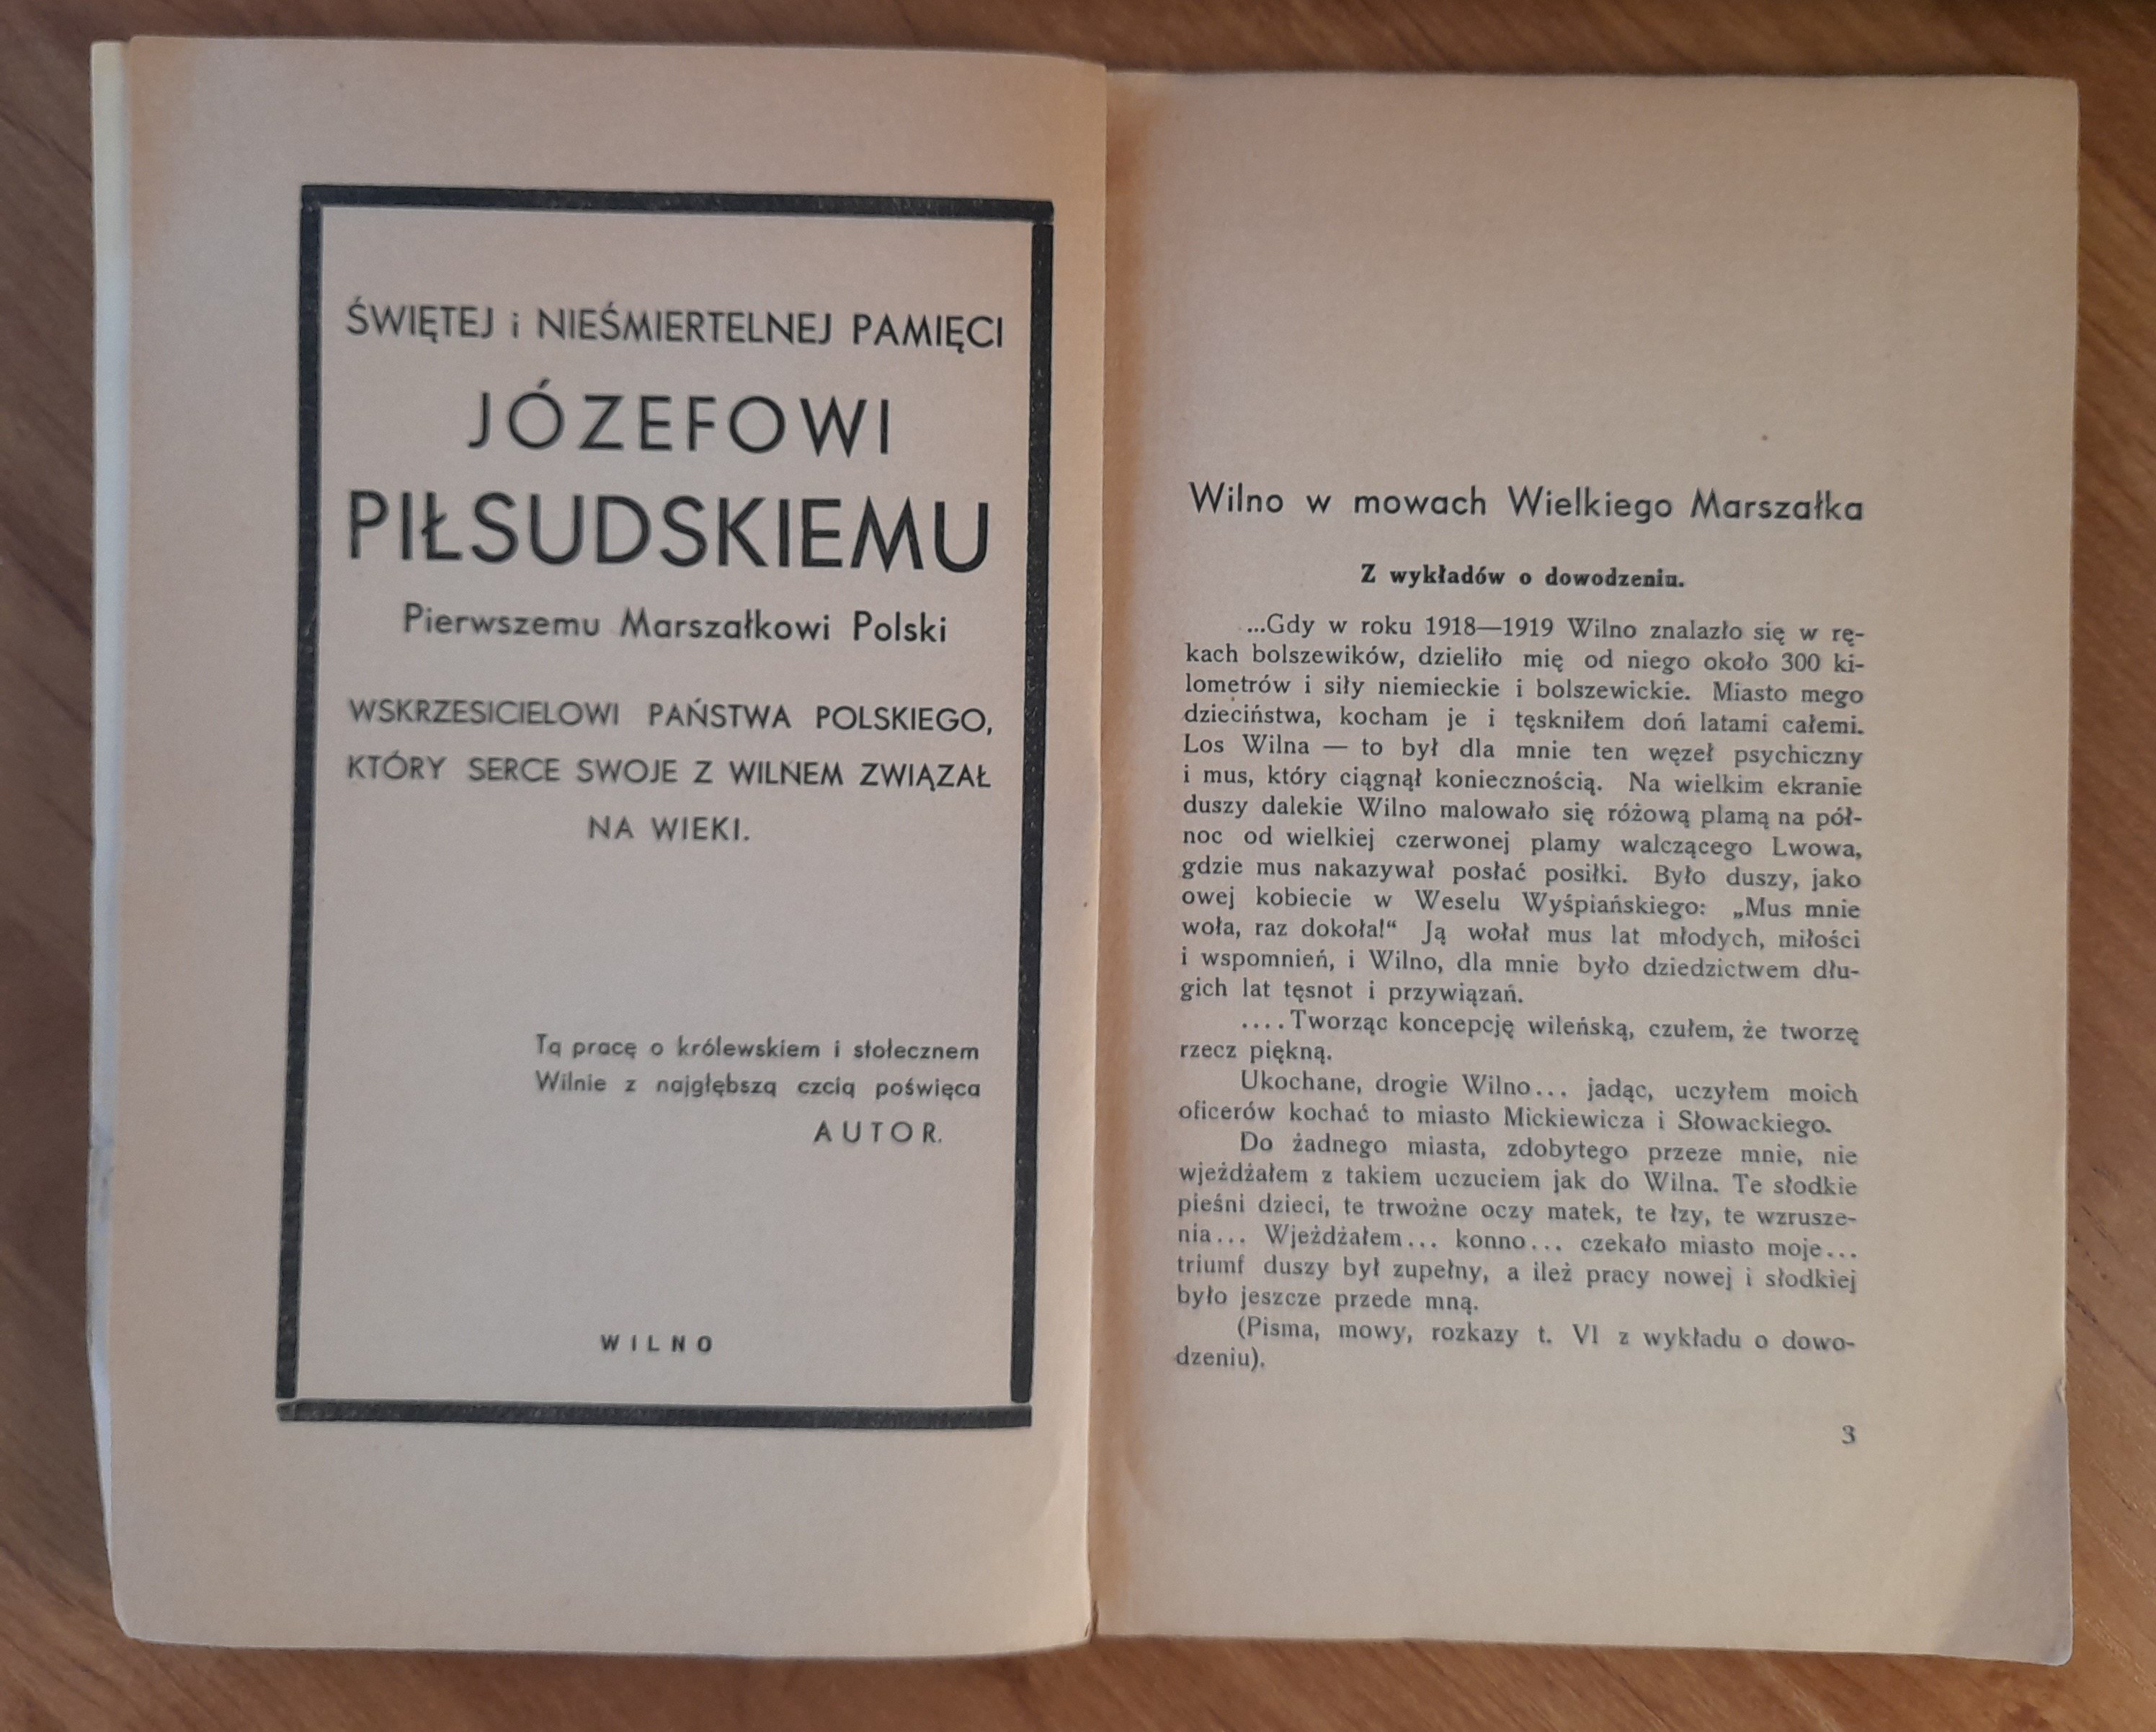 ŚWIĘTEJ i NIEŚMIERTELNEJ PAMIĘCI
JÓZEFOWI
PIŁSUDSKIEMU
Pierwszemu Marszałkowi Polski
WSKRZESICIELOWI PAŃSTWA POLSKIEGO,
KTÓRY SERCE SWOJE Z WILNEM ZWIĄZAŁ
NA WIEKI.
Tą pracę o królewskiem i stołecznem
Wilnie z najgłębszą czcią poświęca
AUTOR.
WILNO
Wilno w mowach Wielkiego Marszałka
Z wykładów o dowodzeniu.
...Gdy w roku 1918—1919 Wilno znalazło się w rę-
kach bolszewików, dzieliło mię od niego około 300 ki-
lometrów i siły niemieckie i bolszewickie. Miasto mego
dzieciństwa, kocham je i tęskniłem doń latami całemi.
Los Wilna — to był dla mnie ten węzeł psychiczny
i mus, który ciągnął koniecznością. Na wielkim ekranie
duszy dalekie Wilno malowało się różową plamą na pół-
noc od wielkiej czerwonej plamy walczącego Lwowa,
gdzie mus nakazywał posłać posiłki. Było duszy, jako
owej kobiecie w Weselu Wyśpiańskiego: „Mus mnie
woła, raz dokoła!“ Ją wołał mus lat młodych, miłości
i wspomnień, i Wilno, dla mnie było dziedzictwem dłu-
gich lat tęsnot i przywiązań.
....Tworząc koncepcję wileńską, czułem, że tworzę
rzecz piękną.
Ukochane, drogie Wilno... jadąc, uczyłem moich
oficerów kochać to miasto Mickiewicza i Słowackiego.
Do żadnego miasta, zdobytego przeze mnie, nie
wjeżdżałem z takiem uczuciem jak do Wilna. Te słodkie
pieśni dzieci, te trwożne oczy matek, te łzy, te wzrusze-
nia... Wjeżdżałem... konno... czekało miasto moje...
triumf duszy był zupełny, a ileż pracy nowej i słodkiej
było jeszcze przede mną.
(Pisma, mowy, rozkazy t. VI z wykładu o dowo-
dzeniu).
3